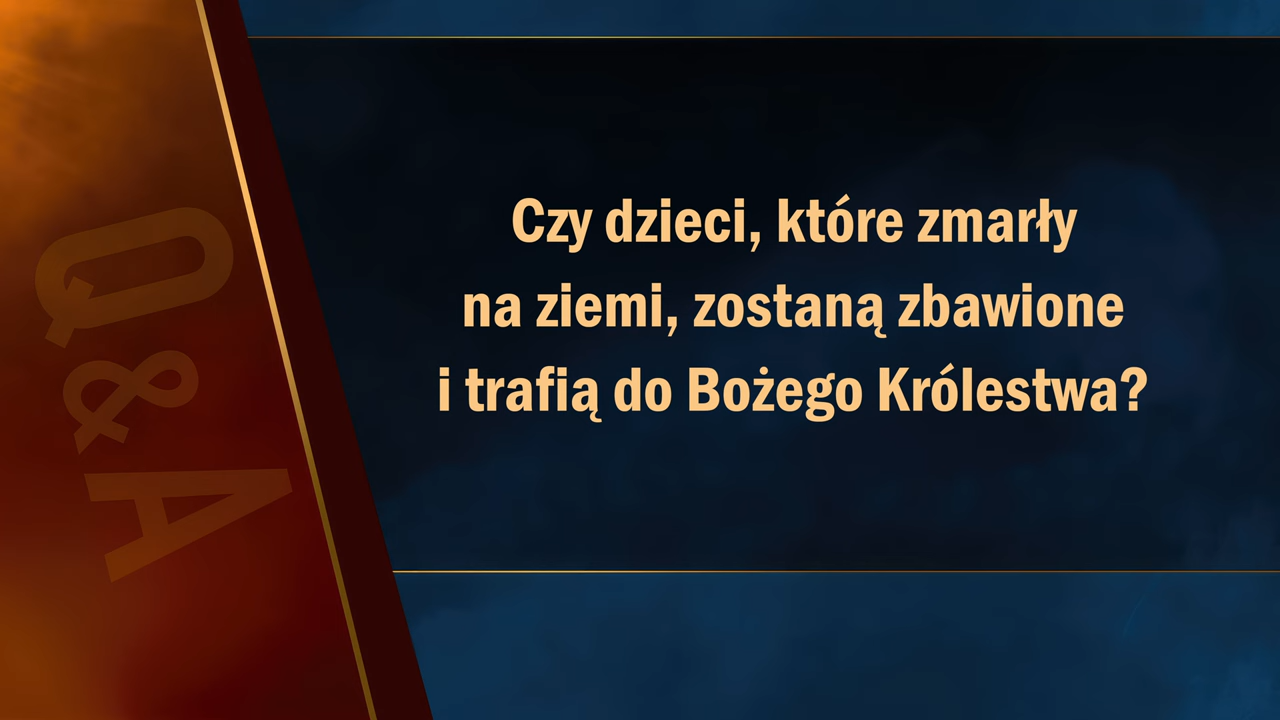 Q & A
Czy dzieci, które zmarły
na ziemi, zostaną zbawione
i trafią do Bożego Królestwa?